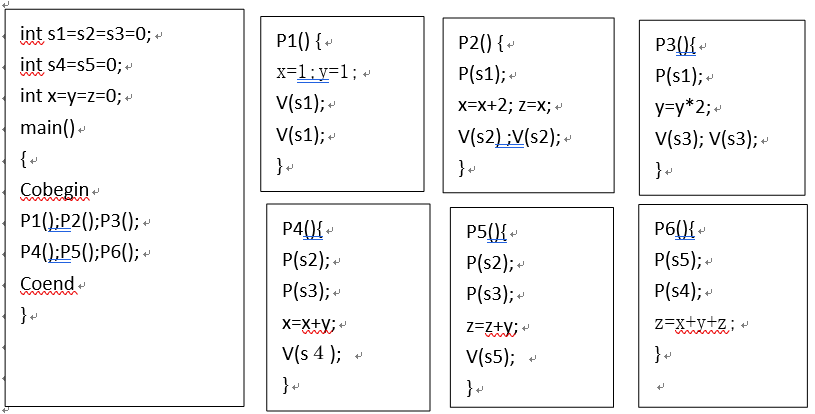 int s1=s2=s3=0;
int s4=s5=0;
int x=y=z=0;
main()
{
Cobegin
P1();P2();P3();
P4();P5();P6();
Coend
}
P1() {
x=1;y=1;
V(s1);
V(s1);
}
P2() {
P(s1);
x=x+2; z=x;
V(s2) ;V(s2);
}
P3(){
P(s1);
y=y*2;
V(s3); V(s3);
}
P4(){
P(s2);
P(s3);
x=x+y;
V(s 4 );
}
P5(){
P(s2);
P(s3);
z=z+y;
V(s5);
}
P6(){
P(s5);
P(s4);
z=x+y+z;
}